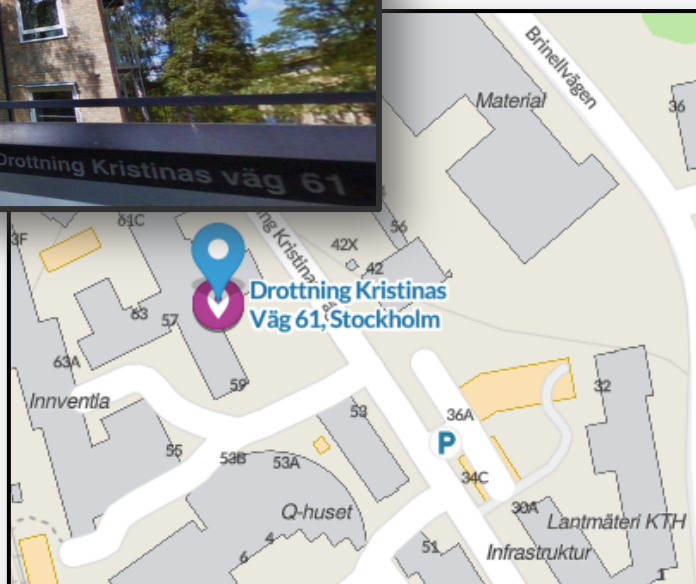 Drottning Kristinas väg 61
Brinellvägen
Material
36
3F
61C
ng Kristinas
56
42X
42
Drottning Kristinas
Väg 61, Stockholm
63
57
63A
59
32
Innventia
53
36A
P
55
53B
53A
34C
30A
Q-huset
Lantmäteri KTH
4
6
51
Infrastruktur
1